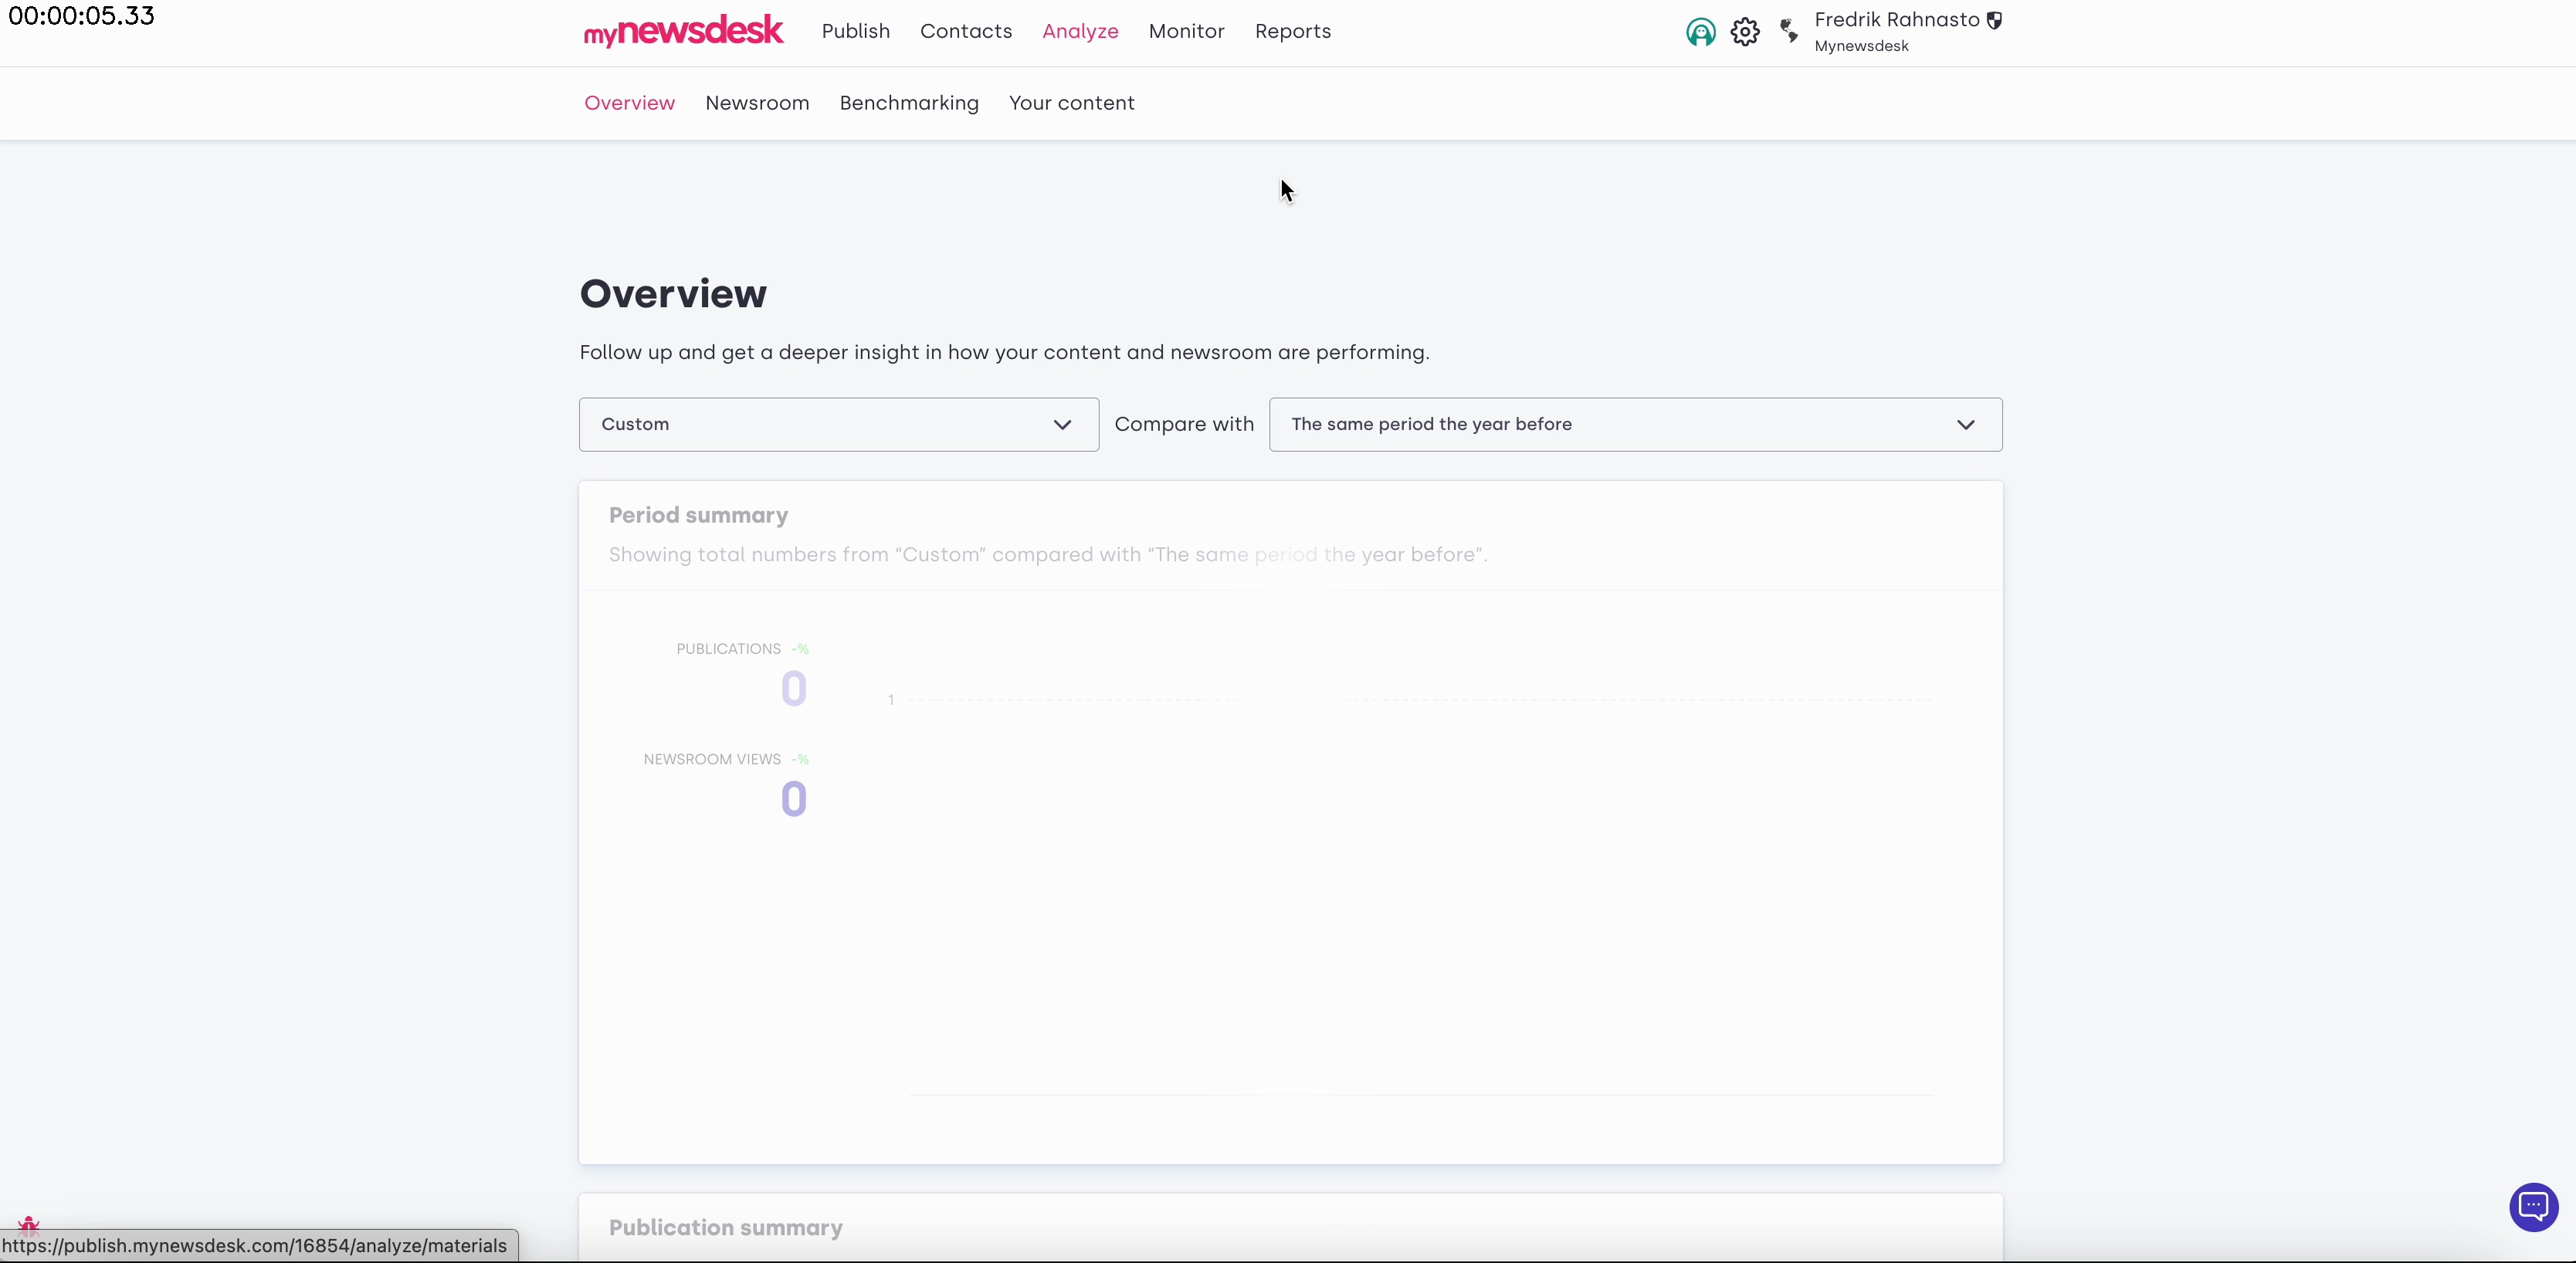 00:00:05.33
mynewsdesk Publish Contacts Analyze Monitor Reports
Fredrik Rahnasto
Mynewsdesk
Overview Newsroom Benchmarking Your content
Overview
Follow up and get a deeper insight in how your content and newsroom are performing.
Custom Compare with The same period the year before
Period summary
Showing total numbers from “Custom” compared with “The same period the year before”.
PUBLICATIONS -%
0
1
NEWSROOM VIEWS -%
0
Publication summary
https://publish.mynewsdesk.com/16854/analyze/materials